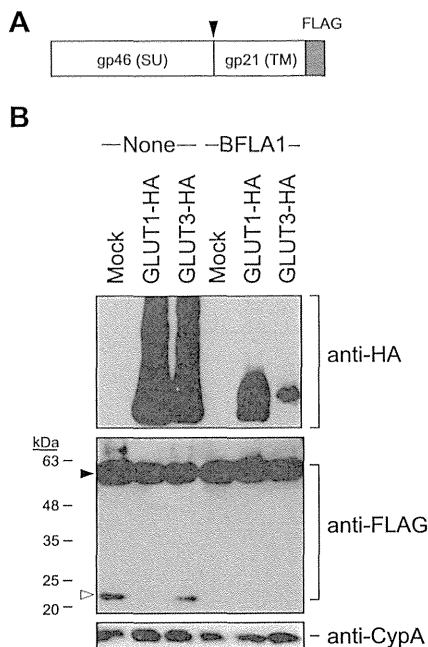 A
FLAG
gp46 (SU)
gp21 (TM)
B
None
BFLA1
Mock
GLUT1-HA
GLUT3-HA
Mock
GLUT1-HA
GLUT3-HA
anti-HA
kDa
63
48
35
25
20
anti-FLAG
anti-CypA